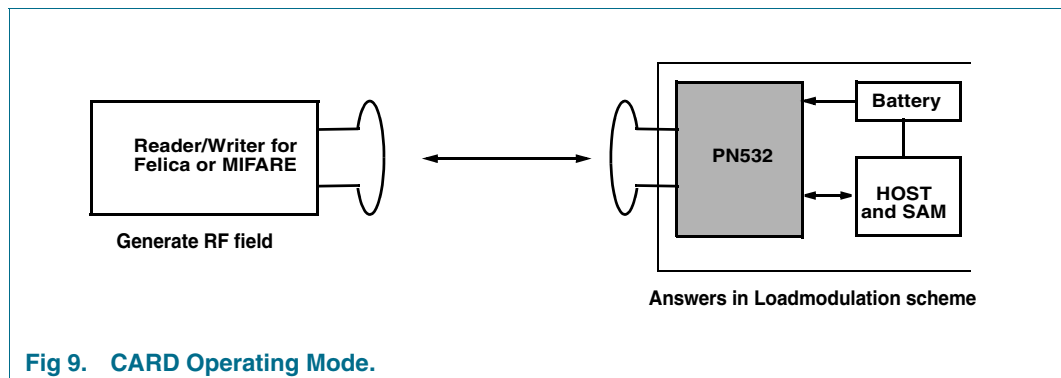 Reader/Writer for
Felica or MIFARE
Generate RF field
PN532
Battery
HOST
and SAM
Answers in Loadmodulation scheme
Fig 9. CARD Operating Mode.